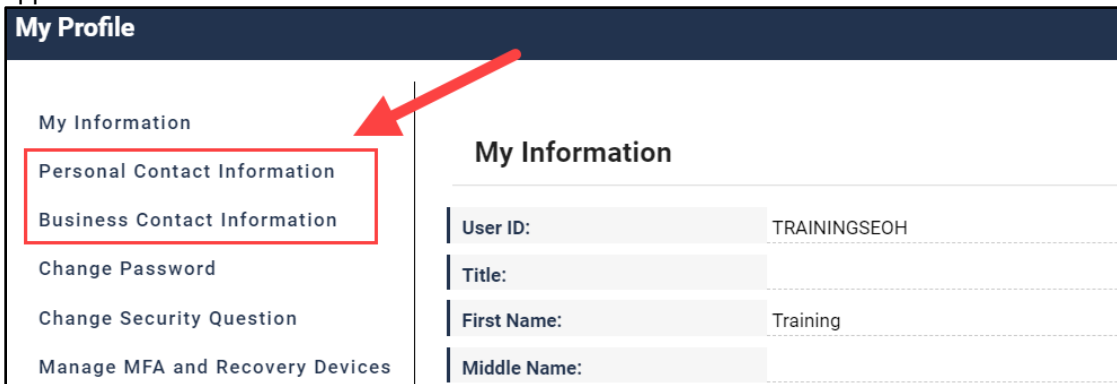 My Profile
My Information
Personal Contact Information
Business Contact Information
Change Password
Change Security Question
Manage MFA and Recovery Devices
My Information
User ID: TRAININGSEOH
Title:
First Name: Training
Middle Name: